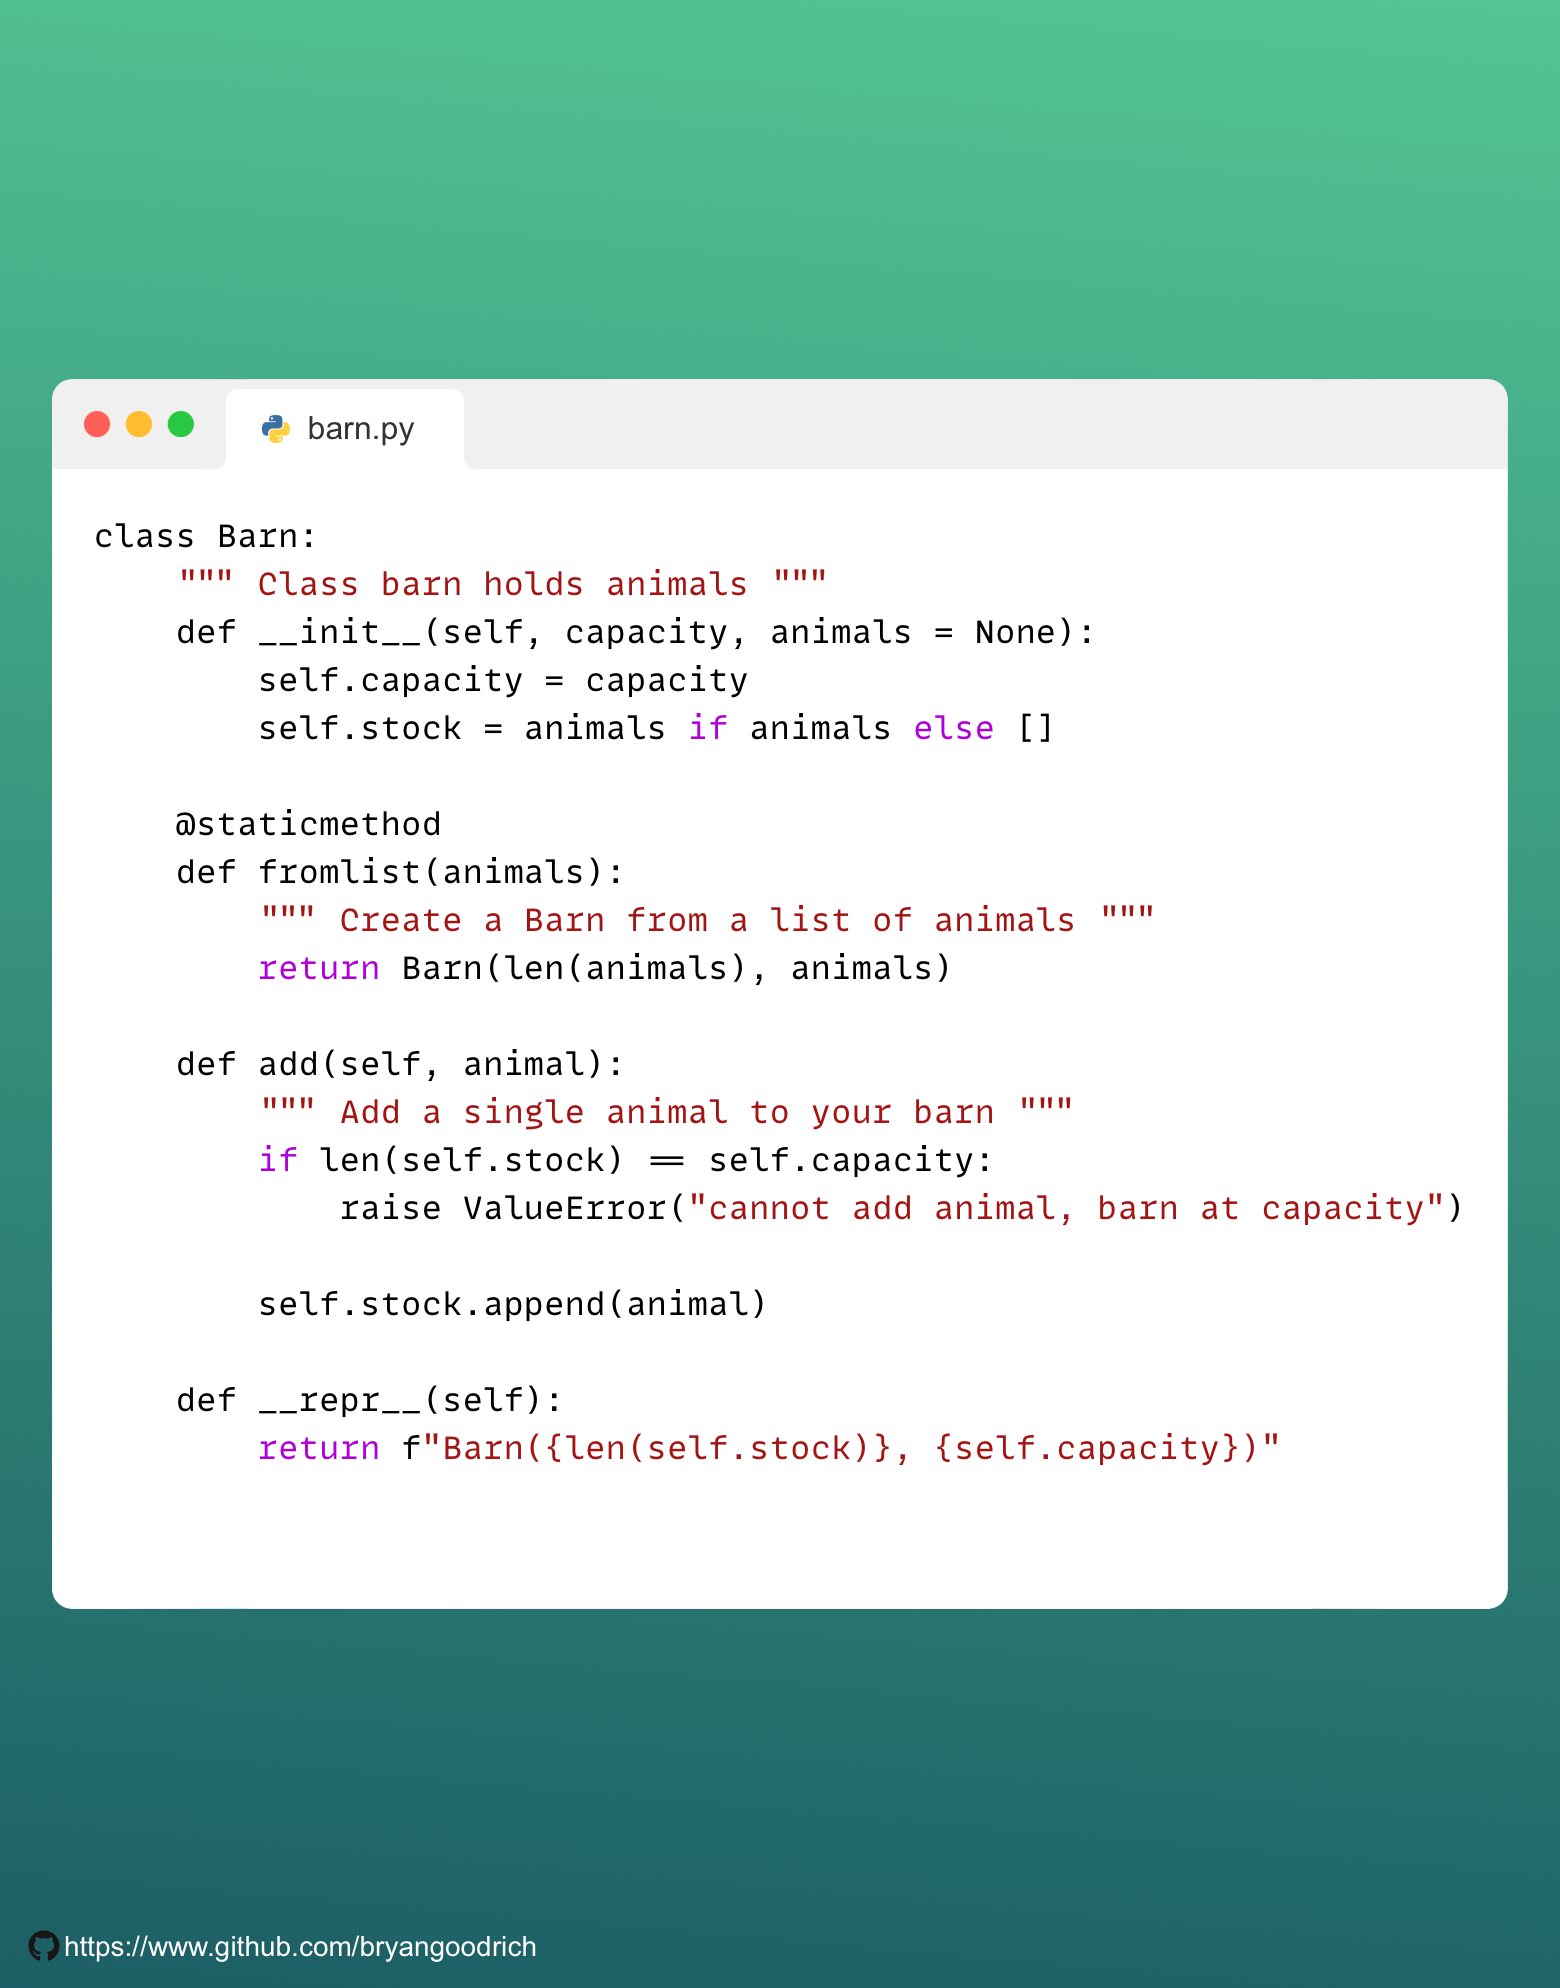 barn.py
class Barn:
    """ Class barn holds animals """
    def __init__(self, capacity, animals = None):
        self.capacity = capacity
        self.stock = animals if animals else []

    @staticmethod
    def fromlist(animals):
        """ Create a Barn from a list of animals """
        return Barn(len(animals), animals)

    def add(self, animal):
        """ Add a single animal to your barn """
        if len(self.stock) == self.capacity:
            raise ValueError("cannot add animal, barn at capacity")

        self.stock.append(animal)

    def __repr__(self):
        return f"Barn({len(self.stock)}, {self.capacity})"
https://www.github.com/bryangoodrich